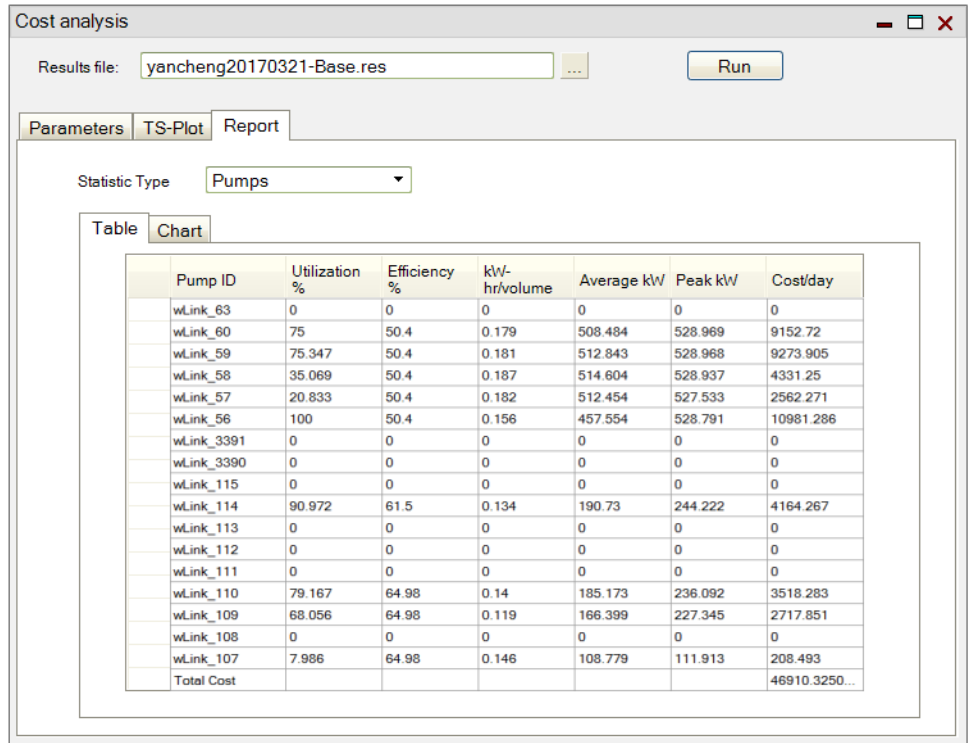 Cost analysis
Results file: yancheng20170321-Base.res ... Run
Parameters TS-Plot Report
Statistic Type Pumps
Table Chart
Pump ID Utilization % Efficiency % kW-hr/volume Average kW Peak kW Cost/day
wLink_63 0 0 0 0 0 0
wLink_60 75 50.4 0.179 508.484 528.969 9152.72
wLink_59 75.347 50.4 0.181 512.843 528.968 9273.905
wLink_58 35.069 50.4 0.187 514.604 528.937 4331.25
wLink_57 20.833 50.4 0.182 512.454 527.533 2562.271
wLink_56 100 50.4 0.156 457.554 528.791 10981.286
wLink_3391 0 0 0 0 0 0
wLink_3390 0 0 0 0 0 0
wLink_115 0 0 0 0 0 0
wLink_114 90.972 61.5 0.134 190.73 244.222 4164.267
wLink_113 0 0 0 0 0 0
wLink_112 0 0 0 0 0 0
wLink_111 0 0 0 0 0 0
wLink_110 79.167 64.98 0.14 185.173 236.092 3518.283
wLink_109 68.056 64.98 0.119 166.399 227.345 2717.851
wLink_108 0 0 0 0 0 0
wLink_107 7.986 64.98 0.146 108.779 111.913 208.493
Total Cost 46910.3250...